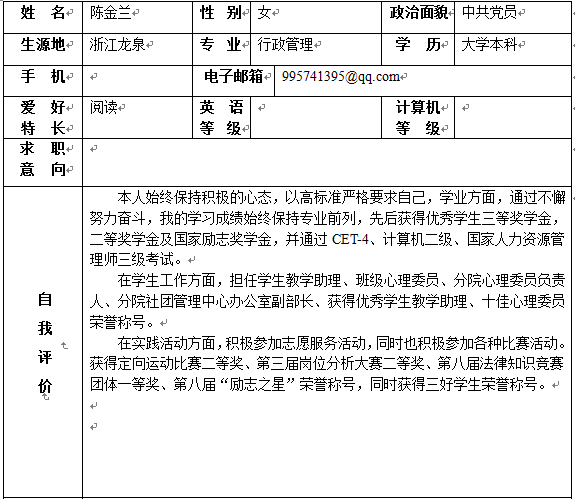 姓 名 陈金兰 性 别 女 政治面貌 中共党员
生源地 浙江龙泉 专 业 行政管理 学 历 大学本科
手 机 电子邮箱 995741395@qq.com
爱 好 阅读 英 语 计算机
特 长 等 级 等 级
求 职
意 向
本人始终保持积极的心态，以高标准严格要求自己，学业方面，通过不懈
努力奋斗，我的学习成绩始终保持专业前列，先后获得优秀学生三等奖学金，
二等奖学金及国家励志奖学金，并通过 CET-4、计算机二级、国家人力资源管
理师三级考试。
在学生工作方面，担任学生教学助理、班级心理委员、分院心理委员负责
人、分院社团管理中心办公室副部长、获得优秀学生教学助理、十佳心理委员
荣誉称号。
在实践活动方面，积极参加志愿服务活动，同时也积极参加各种比赛活动。
获得定向运动比赛二等奖、第三届岗位分析大赛二等奖、第八届法律知识竞赛
团体一等奖、第八届“励志之星”荣誉称号，同时获得三好学生荣誉称号。
自
我
评
价